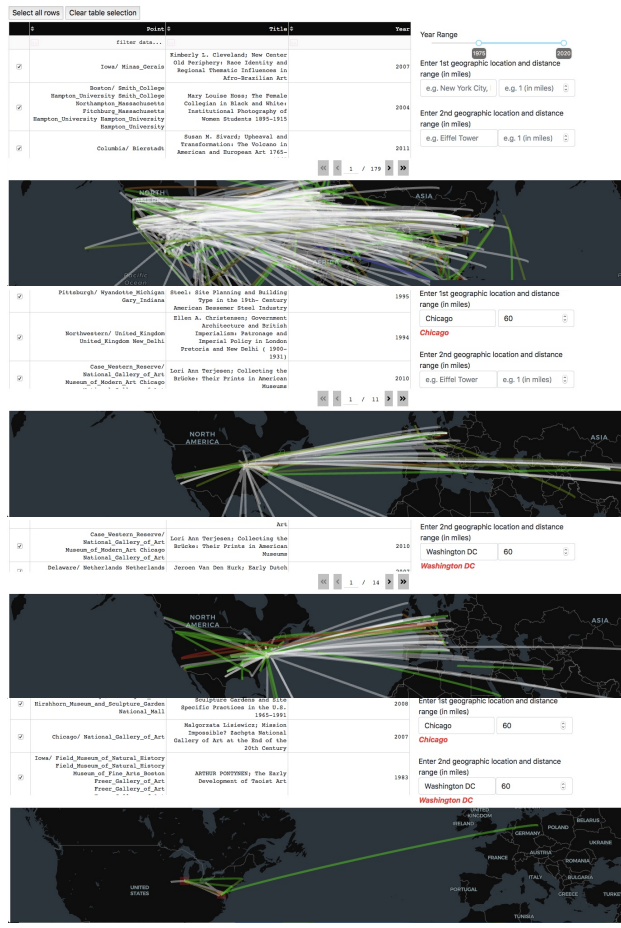 Select all rows Clear table selection
Point Title Year
filter data...
Iowa/ Minas_Gerais
Kimberly L. Cleveland; New Center
Old Periphery: Race Identity and
Regional Thematic Influences in
Afro-Brazilian Art
2007
Boston/ Smith_College
Hampton_University Smith_College
Northampton_Massachusetts
Fitchburg_Massachusetts
Hampton_University Hampton_University
Hampton_University
Mary Louise Hoss; The Female
Collegian in Black and White:
Institutional Photography of
Women Students 1895-1915
2004
Columbia/ Bierstadt
Susan N. Sivard; Upheaval and
Transformation: The Volcano in
American and European Art 1765-
2011
1 / 179
Year Range
1975 2020
Enter 1st geographic location and distance
range (in miles)
e.g. New York City, e.g. 1 (in miles)
Enter 2nd geographic location and distance
range (in miles)
e.g. Eiffel Tower e.g. 1 (in miles)
NORTH
ASIA
Pacific
Ocean
Pittsburgh/ Wyandotte_Michigan
Gary_Indiana
Steel: Site Planning and Building
Type in the 19th- Century
American Bessemer Steel Industry
1995
Northwestern/ United_Kingdom
United_Kingdom New_Delhi
Ellen A. Christensen; Government
Architecture and British
Imperialism: Patronage and
Imperial Policy in London
Pretoria and New Delhi ( 1900-
1931)
1994
Case_Western_Reserve/
National_Gallery_of_Art
Museum_of_Modern_Art Chicago
Lori Ann Terjesen; Collecting the
Brücke: Their Prints in American
Museums
2010
1 / 11
Enter 1st geographic location and distance
range (in miles)
Chicago 60
Chicago
Enter 2nd geographic location and distance
range (in miles)
e.g. Eiffel Tower e.g. 1 (in miles)
NORTH
AMERICA
ASIA
Art
Case_Western_Reserve/
National_Gallery_of_Art
Museum_of_Modern_Art Chicago
National_Gallery_of_Art
Lori Ann Terjesen; Collecting the
Brücke: Their Prints in American
Museums
2010
Delaware/ Netherlands Netherlands
Jeroen Van Den Hurk; Early Dutch
1 / 14
Enter 2nd geographic location and distance
range (in miles)
Washington DC 60
Washington DC
NORTH
AMERICA
ASIA
Hirshhorn_Museum_and_Sculpture_Garden
National_Mall
Sculpture Gardens and Site
Specific Practices in the U.S.
1965-1991
2008
Chicago/ National_Gallery_of_Art
Malgorzata Lisiewicz; Mission
Impossible? Zachpta National
Gallery of Art at the End of the
20th Century
2007
Iowa/ Field_Museum_of_Natural_History
Field_Museum_of_Natural_History
Museum_of_Fine_Arts_Boston
Freer_Gallery_of_Art
Freer_Gallery_of_Art
ARTHUR PONTYNEN; The Early
Development of Taoist Art
1983
Enter 1st geographic location and distance
range (in miles)
Chicago 60
Chicago
Enter 2nd geographic location and distance
range (in miles)
Washington DC 60
Washington DC
UNITED
KINGDOM
IRELAND
BELARUS
POLAND
GERMANY
UKRAINE
AUSTRIA
FRANCE
ROMANIA
ITALY
BULGARIA
PORTUGAL
GREECE
TURKE
TUNISIA
UNITED
STATES